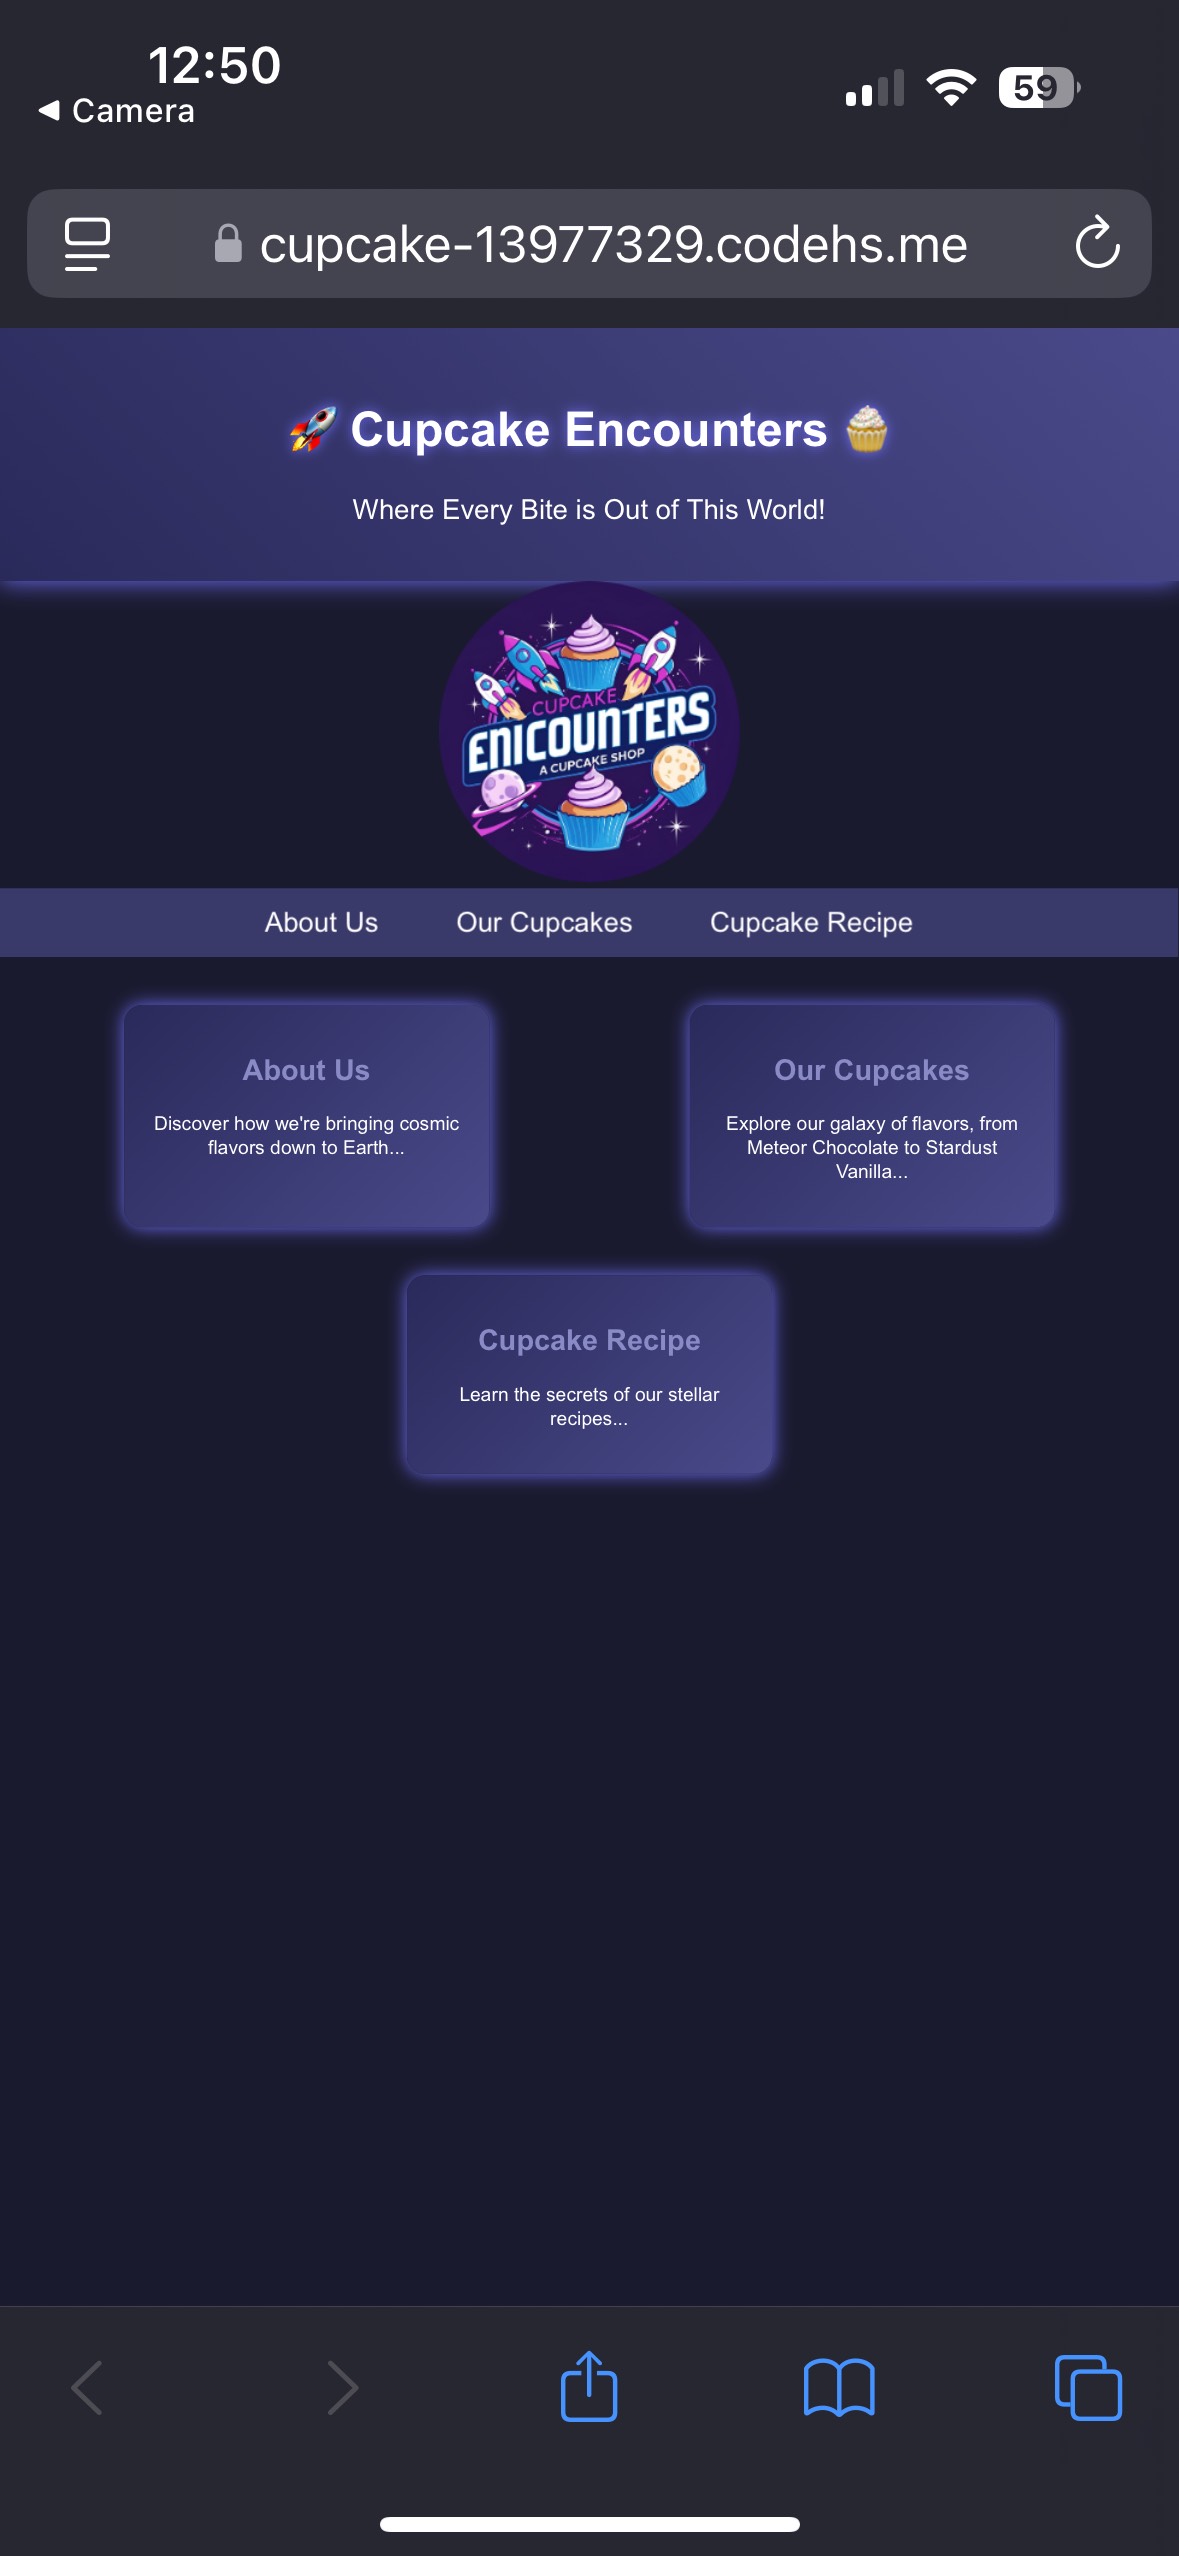 12:50
◀ Camera
59
cupcake-13977329.codehs.me
🚀 Cupcake Encounters 🧁
Where Every Bite is Out of This World!
CUPCAKE
ENICOUNTERS
A CUPCAKE SHOP
About Us Our Cupcakes Cupcake Recipe
About Us
Discover how we're bringing cosmic
flavors down to Earth...
Our Cupcakes
Explore our galaxy of flavors, from
Meteor Chocolate to Stardust
Vanilla...
Cupcake Recipe
Learn the secrets of our stellar
recipes...